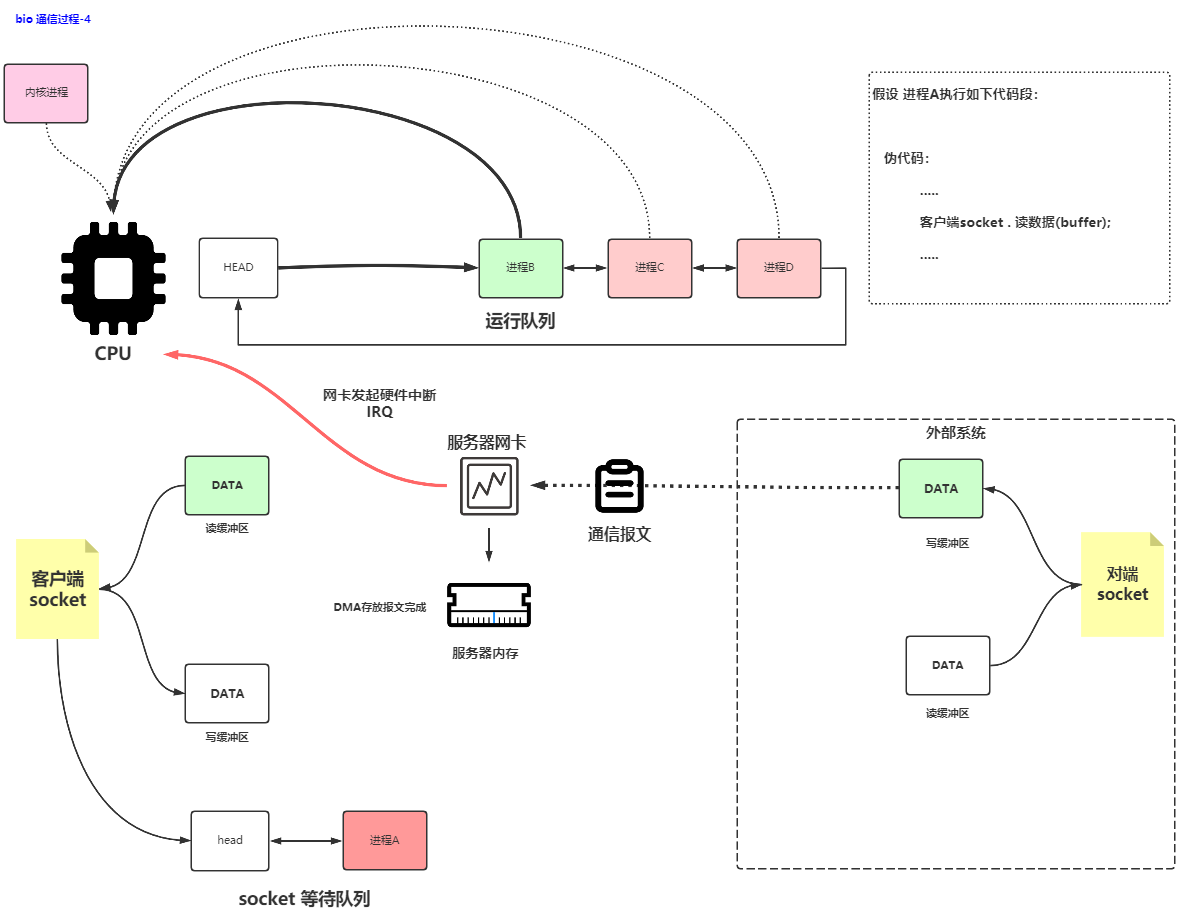 bio 通信过程-4
内核进程
假设 进程A执行如下代码段：
伪代码：
.....
客户端socket . 读数据(buffer);
.....
HEAD
进程B
进程C
进程D
运行队列
CPU
网卡发起硬件中断
IRQ
服务器网卡
外部系统
DATA
读缓冲区
DATA
写缓冲区
通信报文
客户端
socket
对端
socket
DMA存放报文完成
服务器内存
DATA
写缓冲区
DATA
读缓冲区
head
进程A
socket 等待队列